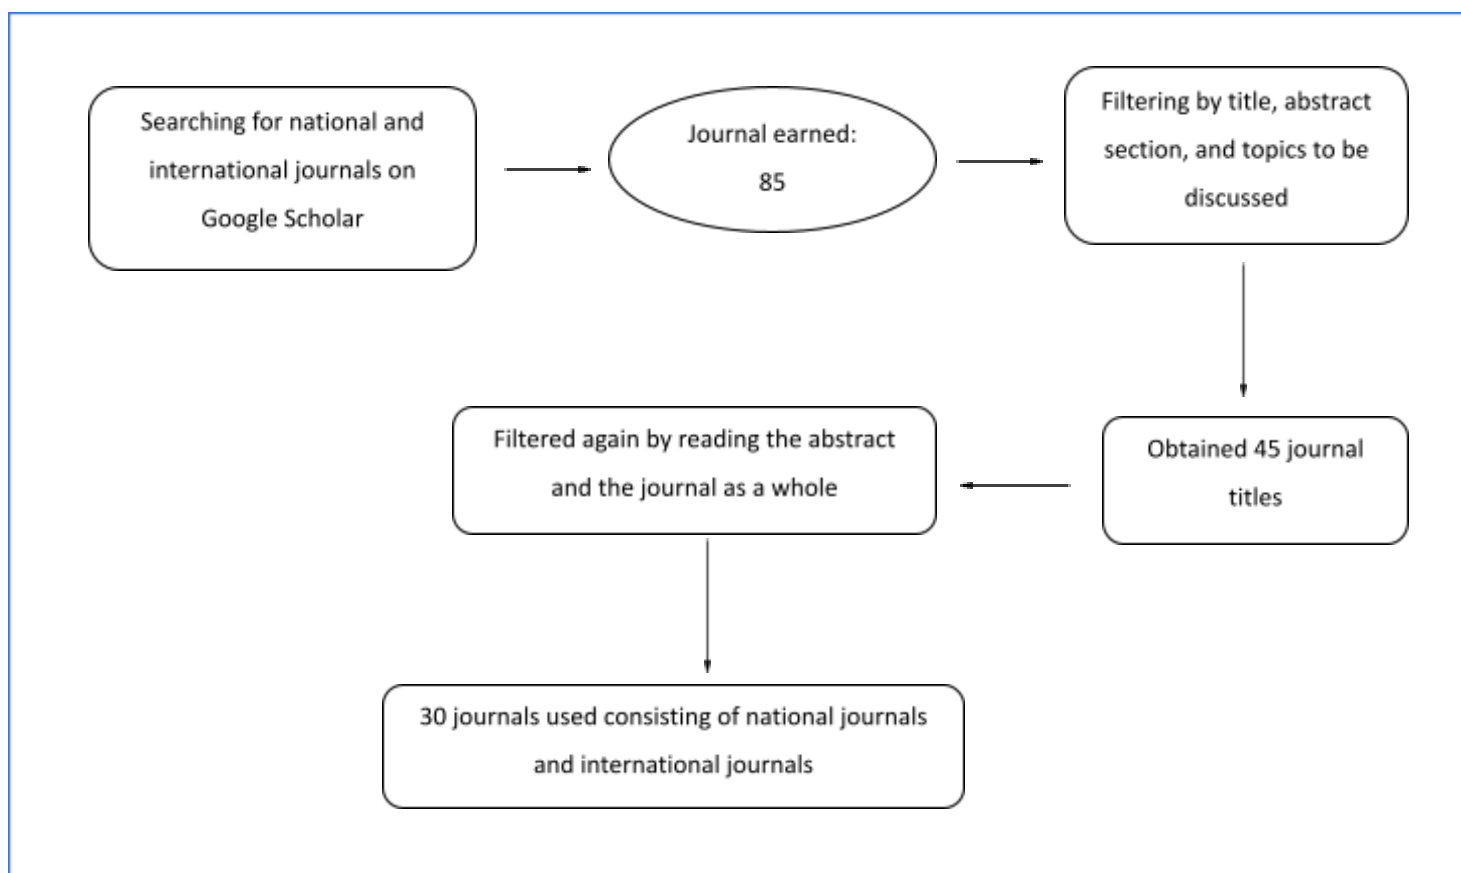 Searching for national and
international journals on
Google Scholar
Journal earned:
85
Filtering by title, abstract
section, and topics to be
discussed
Obtained 45 journal
titles
Filtered again by reading the abstract
and the journal as a whole
30 journals used consisting of national journals
and international journals